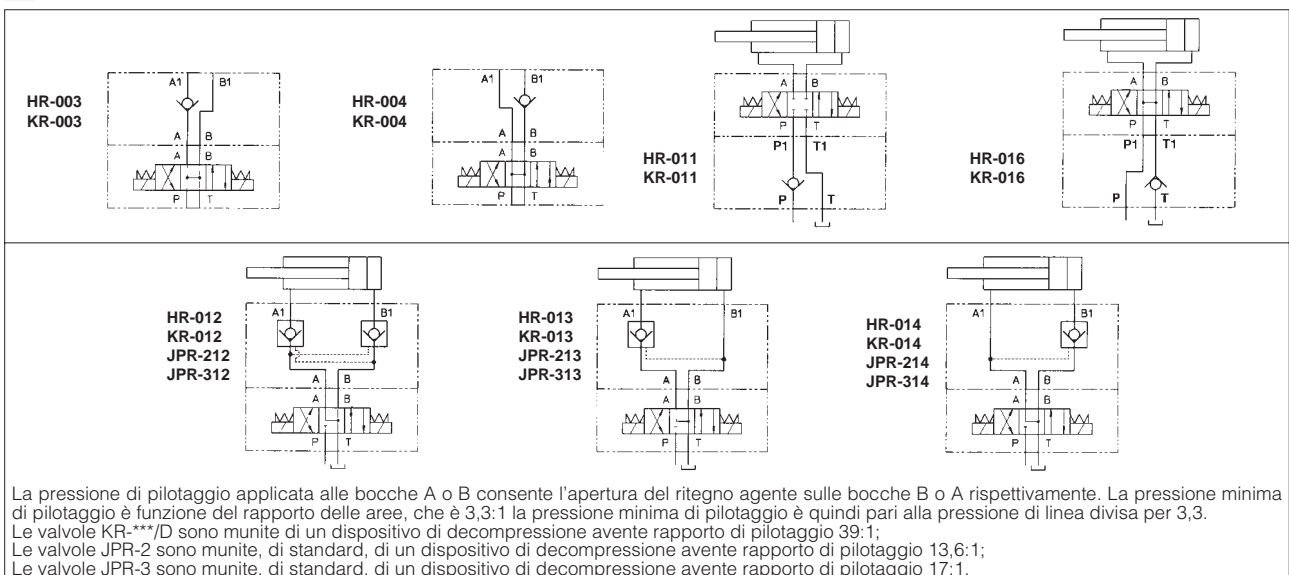 A1 B1
HR-003
KR-003
A B
A B
P T
A1 B1
HR-004
KR-004
A B
A B
P T
A B
P T
P1 T1
HR-011
KR-011
P T
A B
P T
P1 T1
HR-016
KR-016
P T
HR-012
KR-012
JPR-212
JPR-312
A1 B1
A B
A B
P T
HR-013
KR-013
JPR-213
JPR-313
A1 B1
A B
A B
P T
HR-014
KR-014
JPR-214
JPR-314
A1 B1
A B
A B
P T
La pressione di pilotaggio applicata alle bocche A o B consente l'apertura del ritegno agente sulle bocche B o A rispettivamente. La pressione minima
di pilotaggio è funzione del rapporto delle aree, che è 3,3:1 la pressione minima di pilotaggio è quindi pari alla pressione di linea divisa per 3,3.
Le valvole KR-***/D sono munite di un dispositivo di decompressione avente rapporto di pilotaggio 39:1;
Le valvole JPR-2 sono munite, di standard, di un dispositivo di decompressione avente rapporto di pilotaggio 13,6:1;
Le valvole JPR-3 sono munite, di standard, di un dispositivo di decompressione avente rapporto di pilotaggio 17:1.